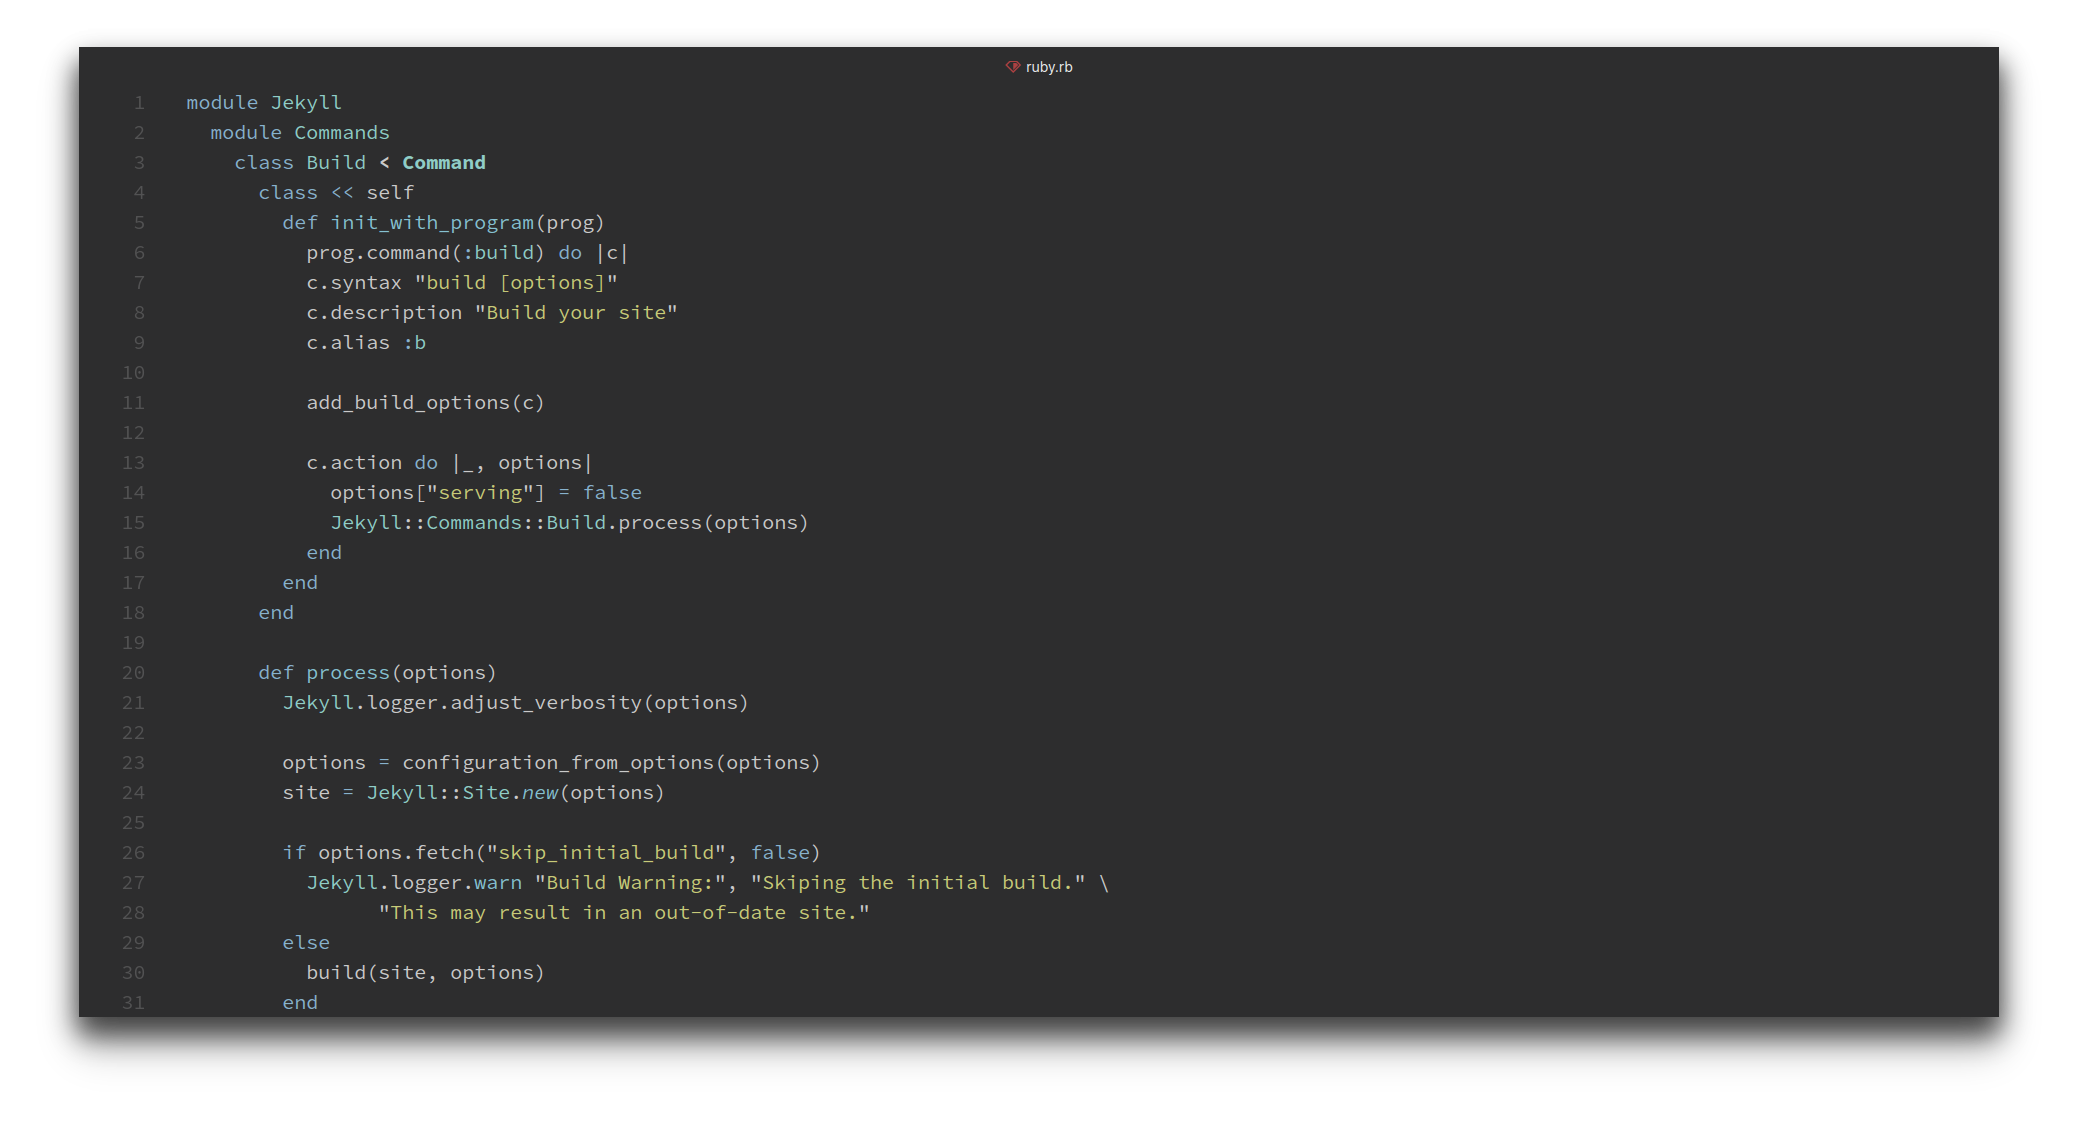 ruby.rb
1 module Jekyll
2   module Commands
3     class Build < Command
4       class << self
5         def init_with_program(prog)
6           prog.command(:build) do |c|
7           c.syntax "build [options]"
8           c.description "Build your site"
9           c.alias :b
10
11           add_build_options(c)
12
13           c.action do |_, options|
14             options["serving"] = false
15             Jekyll::Commands::Build.process(options)
16           end
17         end
18       end
19
20       def process(options)
21         Jekyll.logger.adjust_verbosity(options)
22
23         options = configuration_from_options(options)
24         site = Jekyll::Site.new(options)
25
26         if options.fetch("skip_initial_build", false)
27           Jekyll.logger.warn "Build Warning:", "Skiping the initial build." \
28                 "This may result in an out-of-date site."
29         else
30           build(site, options)
31         end